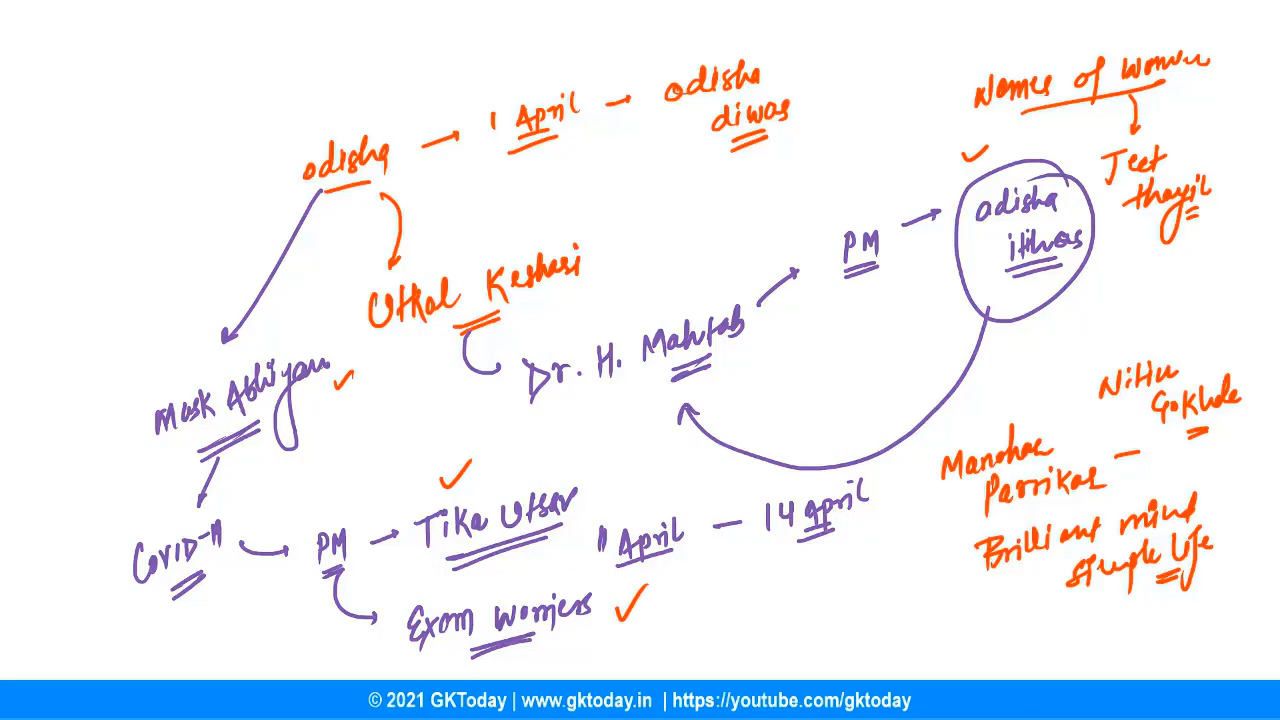 odisha → 1 April → odisha
diwas
Names of women
Jeet
thayil
odisha
itihas
PM
Utkal Keshari
Dr. H. Mahtab
Mask Abhiyan
Nitin
Gokhale
Manohar
Parrikar –
Brilliant mind
simple life
Covid-19
PM → Tika Utsav
11 April – 14 April
Exam Worriers
© 2021 GKToday | www.gktoday.in | https://youtube.com/gktoday